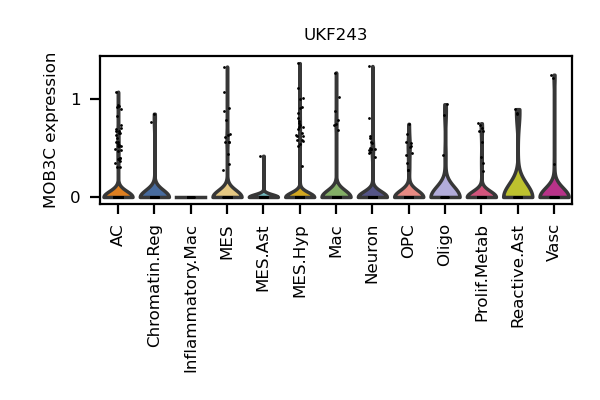 UKF243
MOB3C expression
1
0
AC
Chromatin.Reg
Inflammatory.Mac
MES
MES.Ast
MES.Hyp
Mac
Neuron
OPC
Oligo
Prolif.Metab
Reactive.Ast
Vasc